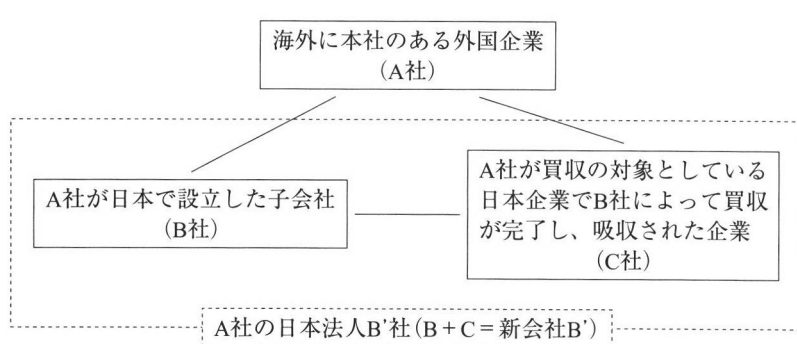 海外に本社のある外国企業
（A社）
A社が日本で設立した子会社
（B社）
A社が買収の対象としている
日本企業でB社によって買収
が完了し、吸収された企業
（C社）
A社の日本法人B’社（B＋C＝新会社B’）